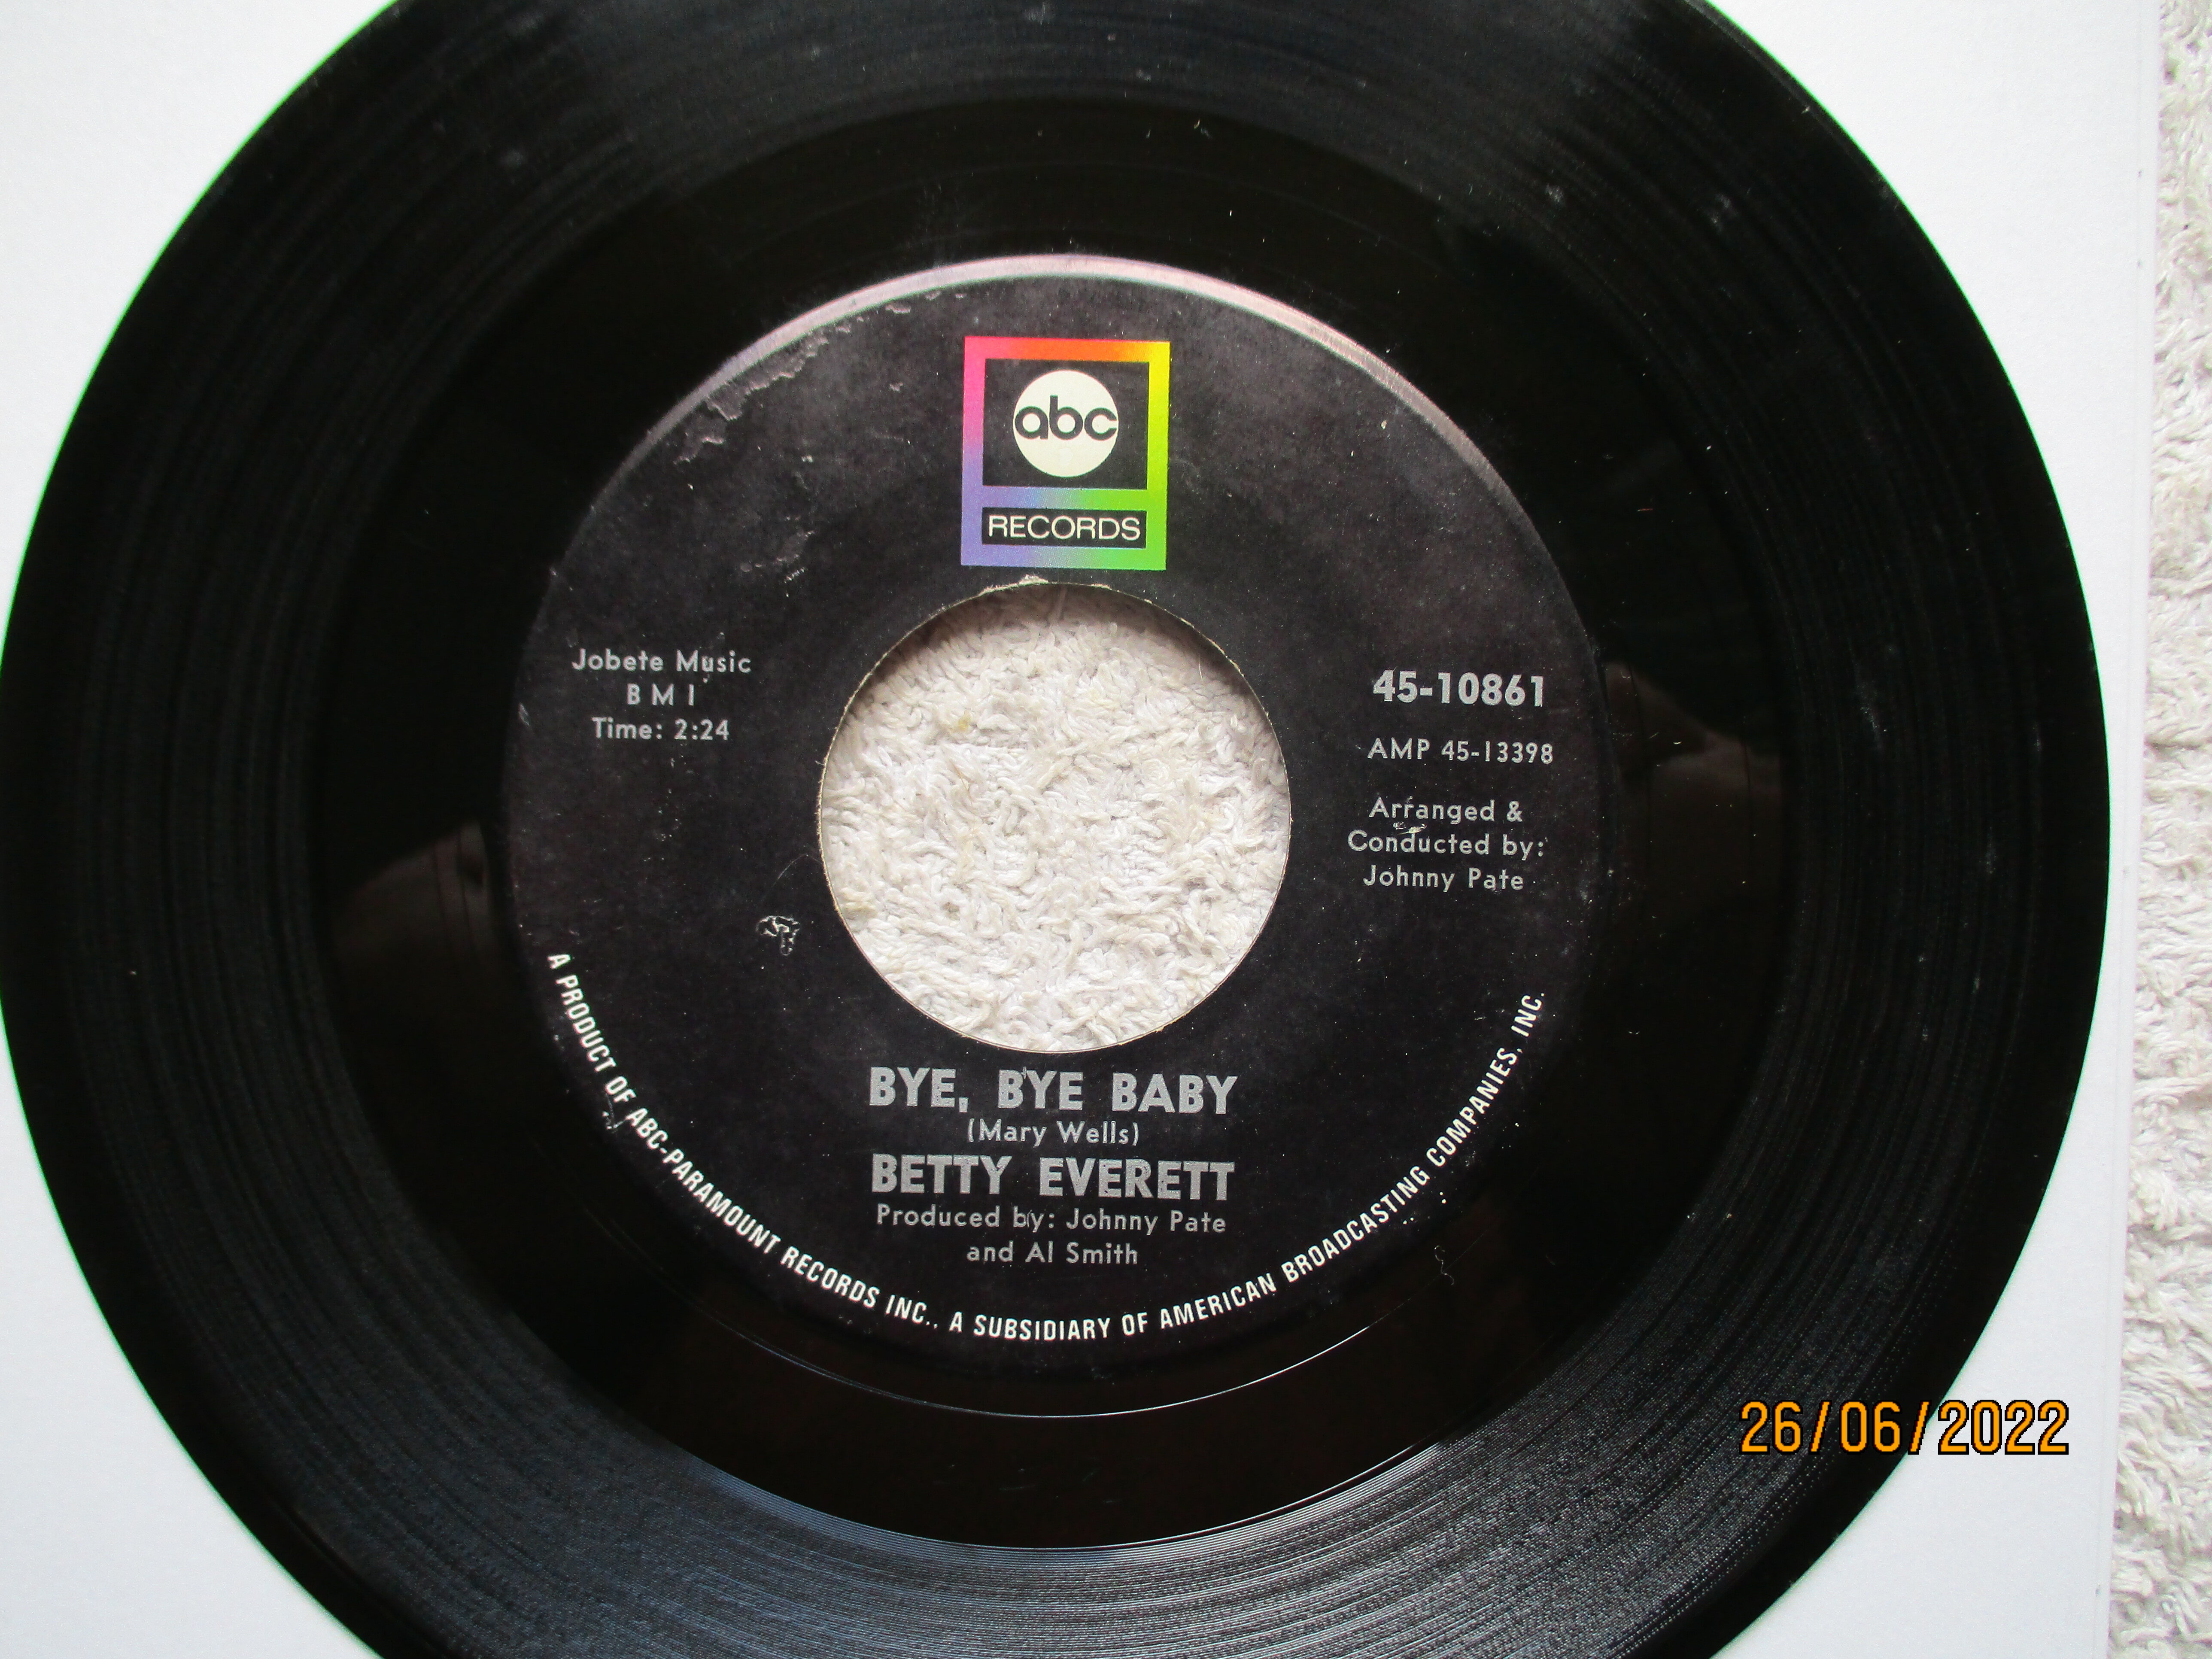 abc
RECORDS
Jobete Music
B M I
Time: 2:24
45-10861
AMP 45-13398
Arranged &
Conducted by:
Johnny Pate
BYE, BYE BABY
(Mary Wells)
BETTY EVERETT
Produced by: Johnny Pate
and Al Smith
A PRODUCT OF ABC-PARAMOUNT RECORDS INC., A SUBSIDIARY OF AMERICAN BROADCASTING COMPANIES, INC.
26/06/2022